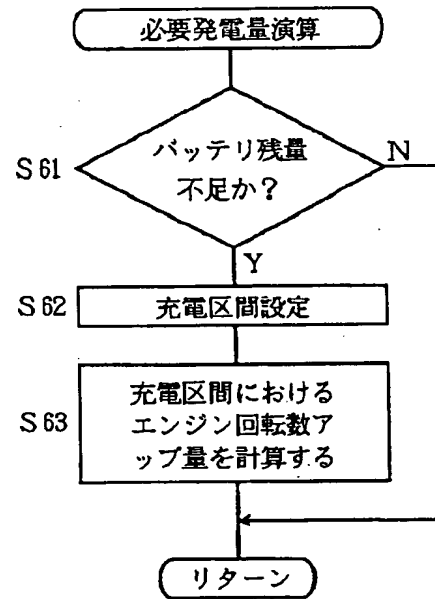 必要発電量演算
S61
バッテリ残量
不足か?
N
Y
S62
充電区間設定
S63
充電区間における
エンジン回転数ア
ップ量を計算する
リターン